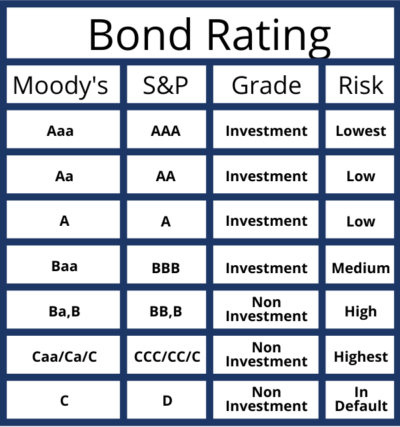 Bond Rating
Moody's S&P Grade Risk
Aaa AAA Investment Lowest
Aa AA Investment Low
A A Investment Low
Baa BBB Investment Medium
Ba,B BB,B Non Investment High
Caa/Ca/C CCC/CC/C Non Investment Highest
C D Non Investment In Default